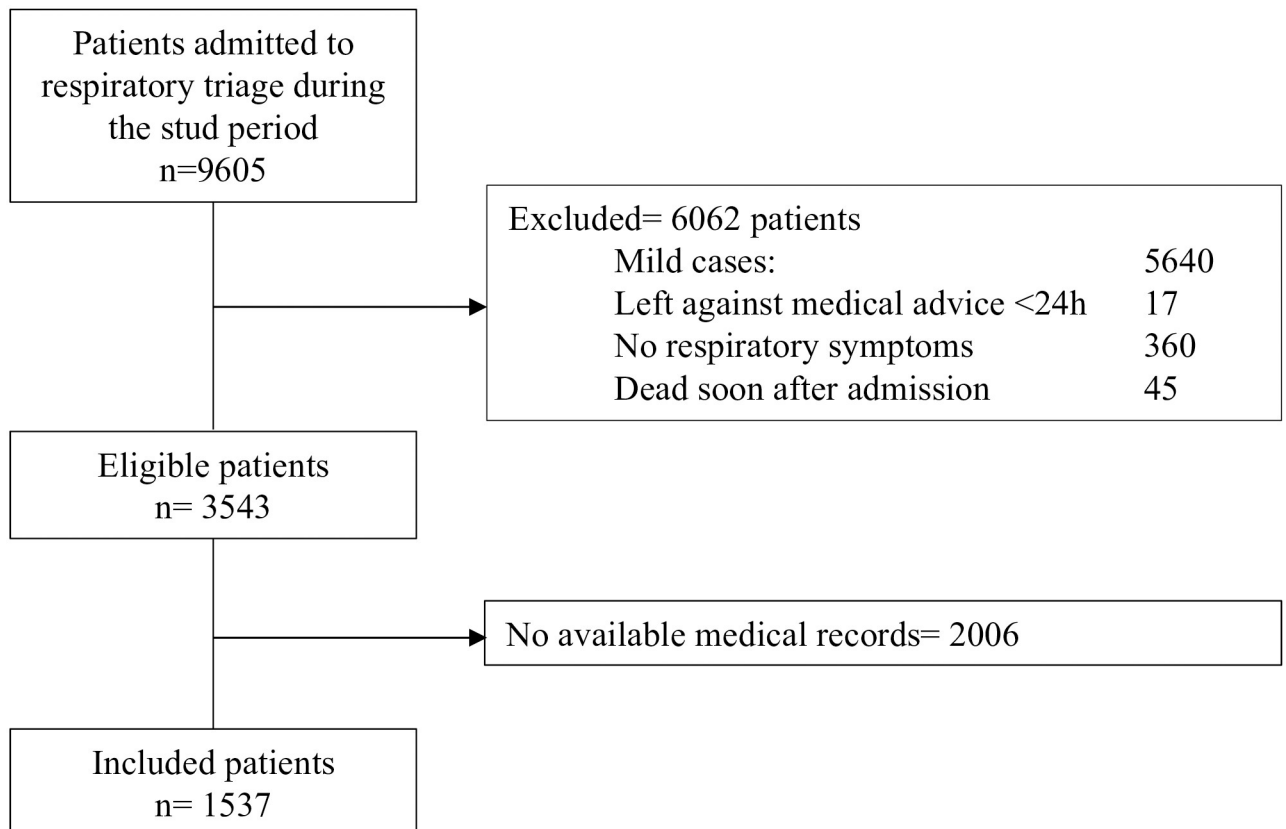 Patients admitted to
respiratory triage during
the stud period
n=9605
Excluded= 6062 patients
Mild cases: 5640
Left against medical advice <24h 17
No respiratory symptoms 360
Dead soon after admission 45
Eligible patients
n= 3543
No available medical records= 2006
Included patients
n= 1537